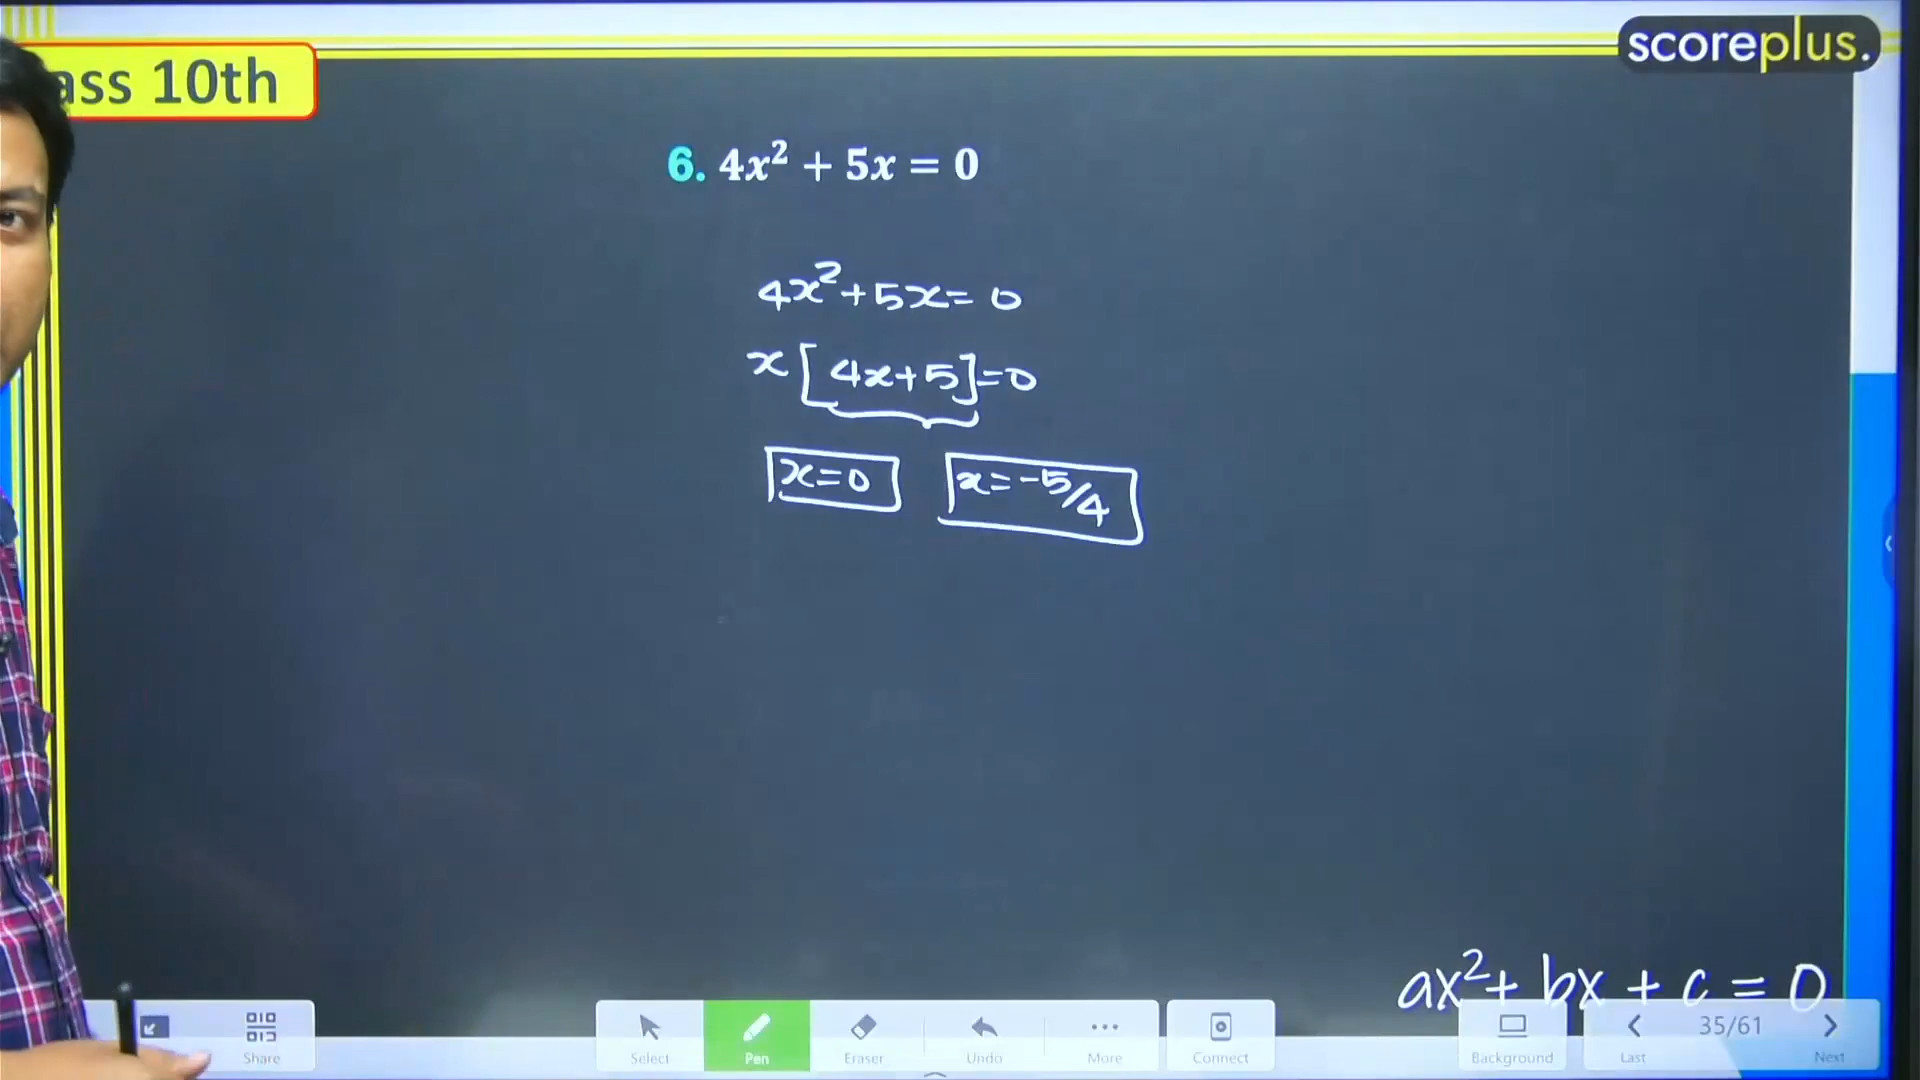 scoreplus.
ass 10th
6. 4x² + 5x = 0
4x²+5x= 0
x [4x+5]=0
x=0 x=-5/4
ax²+ bx + c = 0
Share Select Pen Eraser Undo More Connect Background Last 35/61 Next